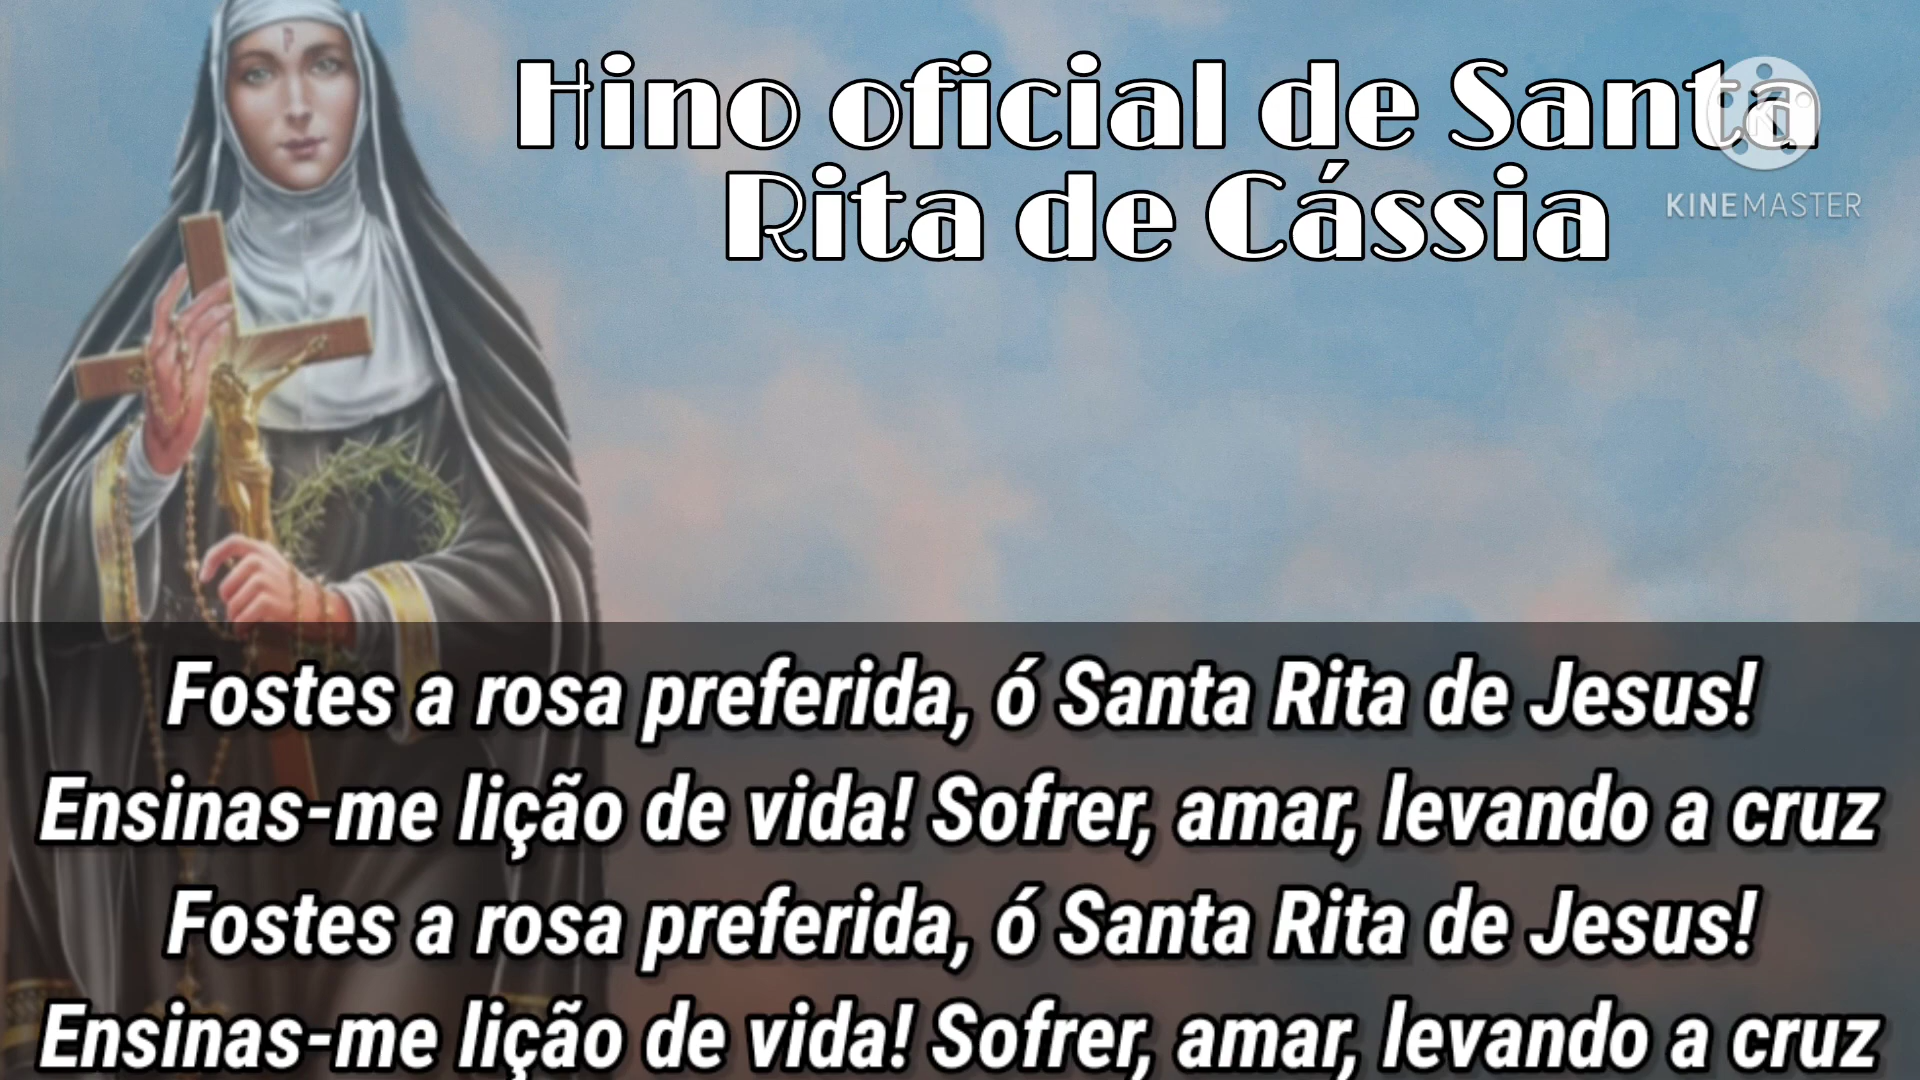 Hino oficial de Santa
Rita de Cássia
KINEMASTER
Fostes a rosa preferida, ó Santa Rita de Jesus!
Ensinas-me lição de vida! Sofrer, amar, levando a cruz
Fostes a rosa preferida, ó Santa Rita de Jesus!
Ensinas-me lição de vida! Sofrer, amar, levando a cruz